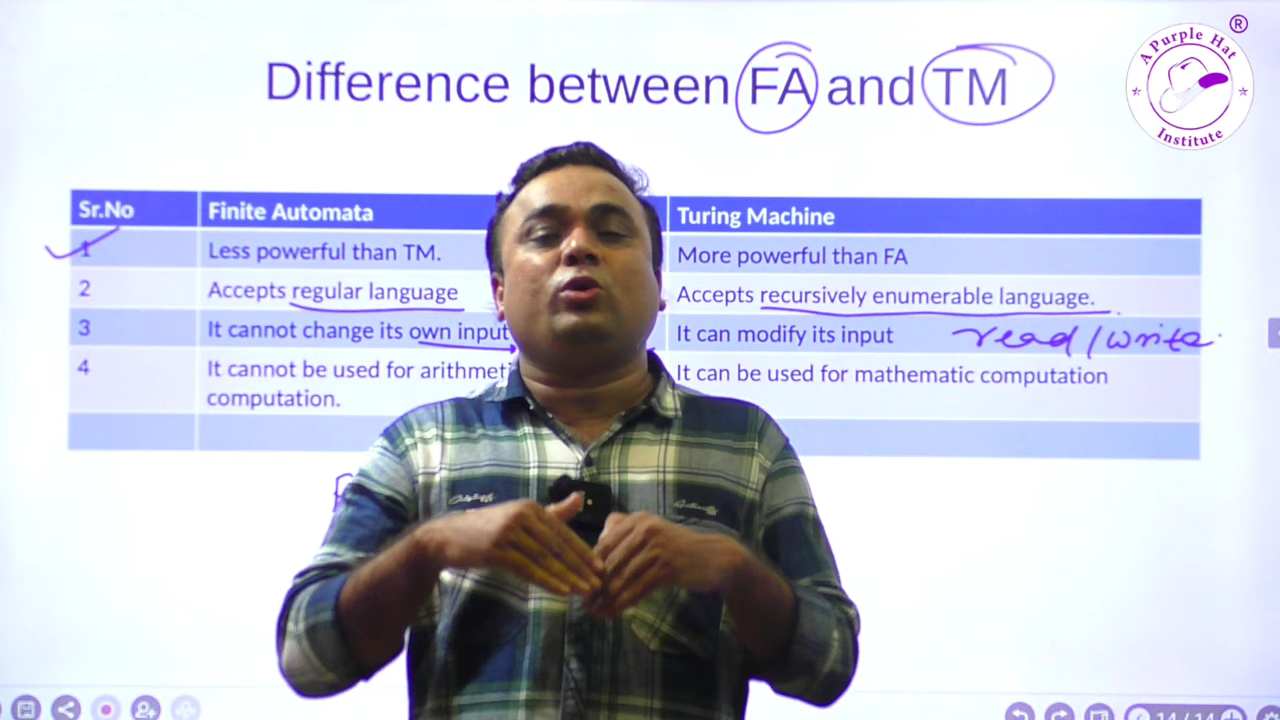 Difference between FA and TM
A Purple Hat
Institute
®
Sr.No Finite Automata Turing Machine
1 Less powerful than TM. More powerful than FA
2 Accepts regular language Accepts recursively enumerable language.
3 It cannot change its own input It can modify its input read/write.
4 It cannot be used for arithmeti It can be used for mathematic computation
computation.
14/14